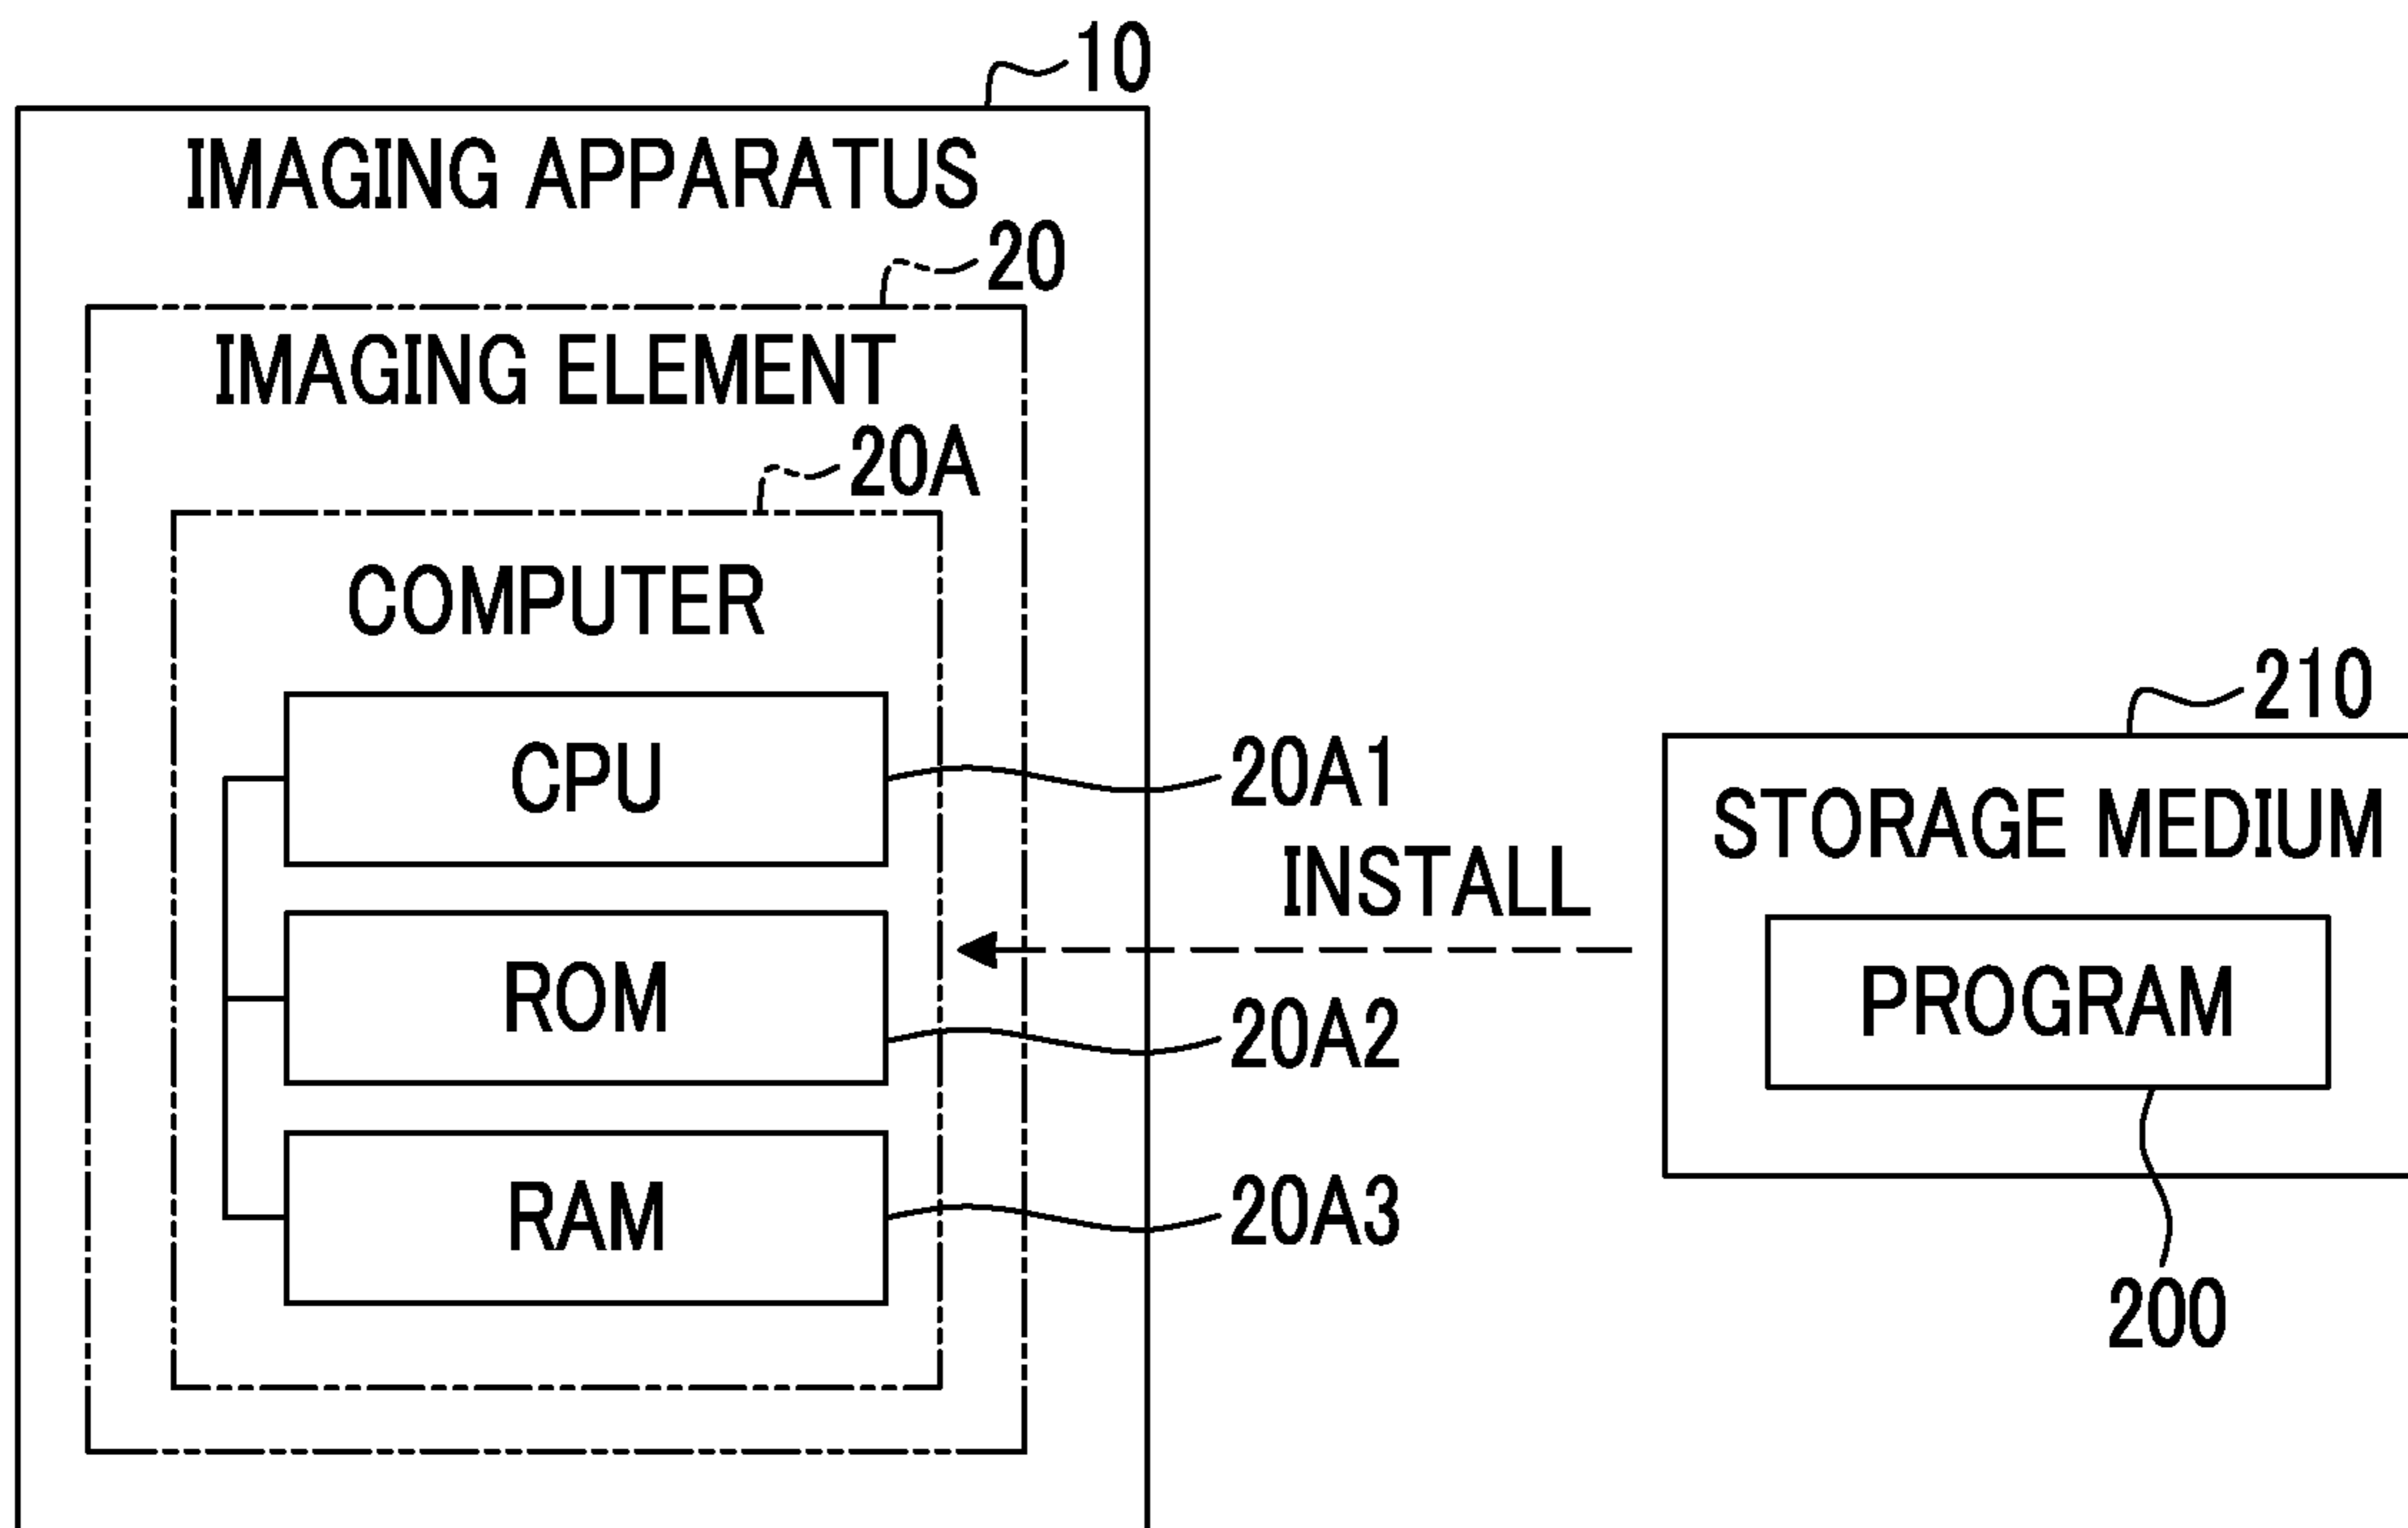 10
IMAGING APPARATUS
20
IMAGING ELEMENT
20A
COMPUTER
CPU
20A1
ROM
20A2
RAM
20A3
INSTALL
210
STORAGE MEDIUM
PROGRAM
200